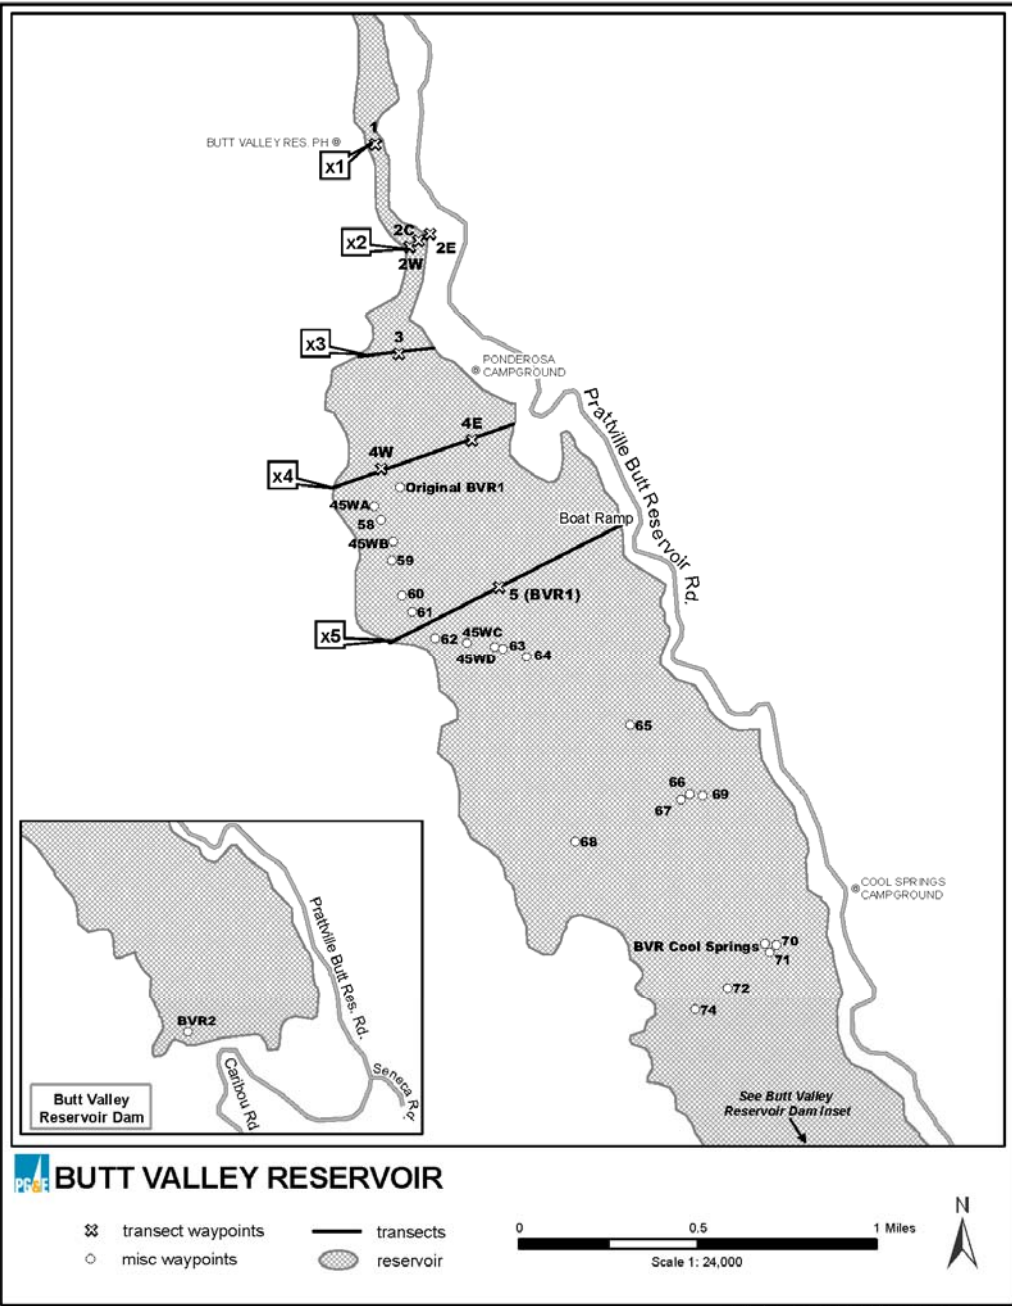 1
BUTT VALLEY RES. PH
x1
2C
2E
x2
2W
3
x3
PONDEROSA
CAMPGROUND
Prattville Butt Reservoir Rd.
4E
4W
x4
Original BVR1
45WA
58
Boat Ramp
45WB
59
60
5 (BVR1)
61
x5
62
45WC
63
45WD
64
65
66
69
67
68
COOL SPRINGS
CAMPGROUND
BVR Cool Springs
70
71
72
74
Prattville Butt Res. Rd.
BVR2
Caribou Rd
Seneca Rd.
Butt Valley
Reservoir Dam
See Butt Valley
Reservoir Dam Inset
PG&E
BUTT VALLEY RESERVOIR
transect waypoints
transects
misc waypoints
reservoir
0
0.5
1 Miles
Scale 1: 24,000
N